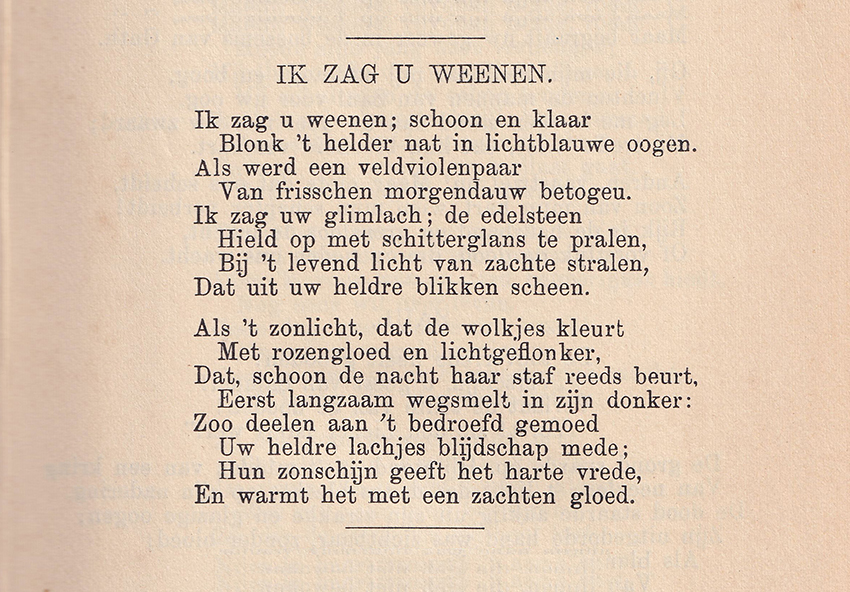 IK ZAG U WEENEN.
Ik zag u weenen; schoon en klaar
Blonk 't helder nat in lichtblauwe oogen.
Als werd een veldviolenpaar
Van frisschen morgendauw betogeu.
Ik zag uw glimlach; de edelsteen
Hield op met schitterglans te pralen,
Bij 't levend licht van zachte stralen,
Dat uit uw heldre blikken scheen.
Als 't zonlicht, dat de wolkjes kleurt
Met rozengloed en lichtgeflonker,
Dat, schoon de nacht haar staf reeds beurt,
Eerst langzaam wegsmelt in zijn donker:
Zoo deelen aan 't bedroefd gemoed
Uw heldre lachjes blijdschap mede;
Hun zonschijn geeft het harte vrede,
En warmt het met een zachten gloed.